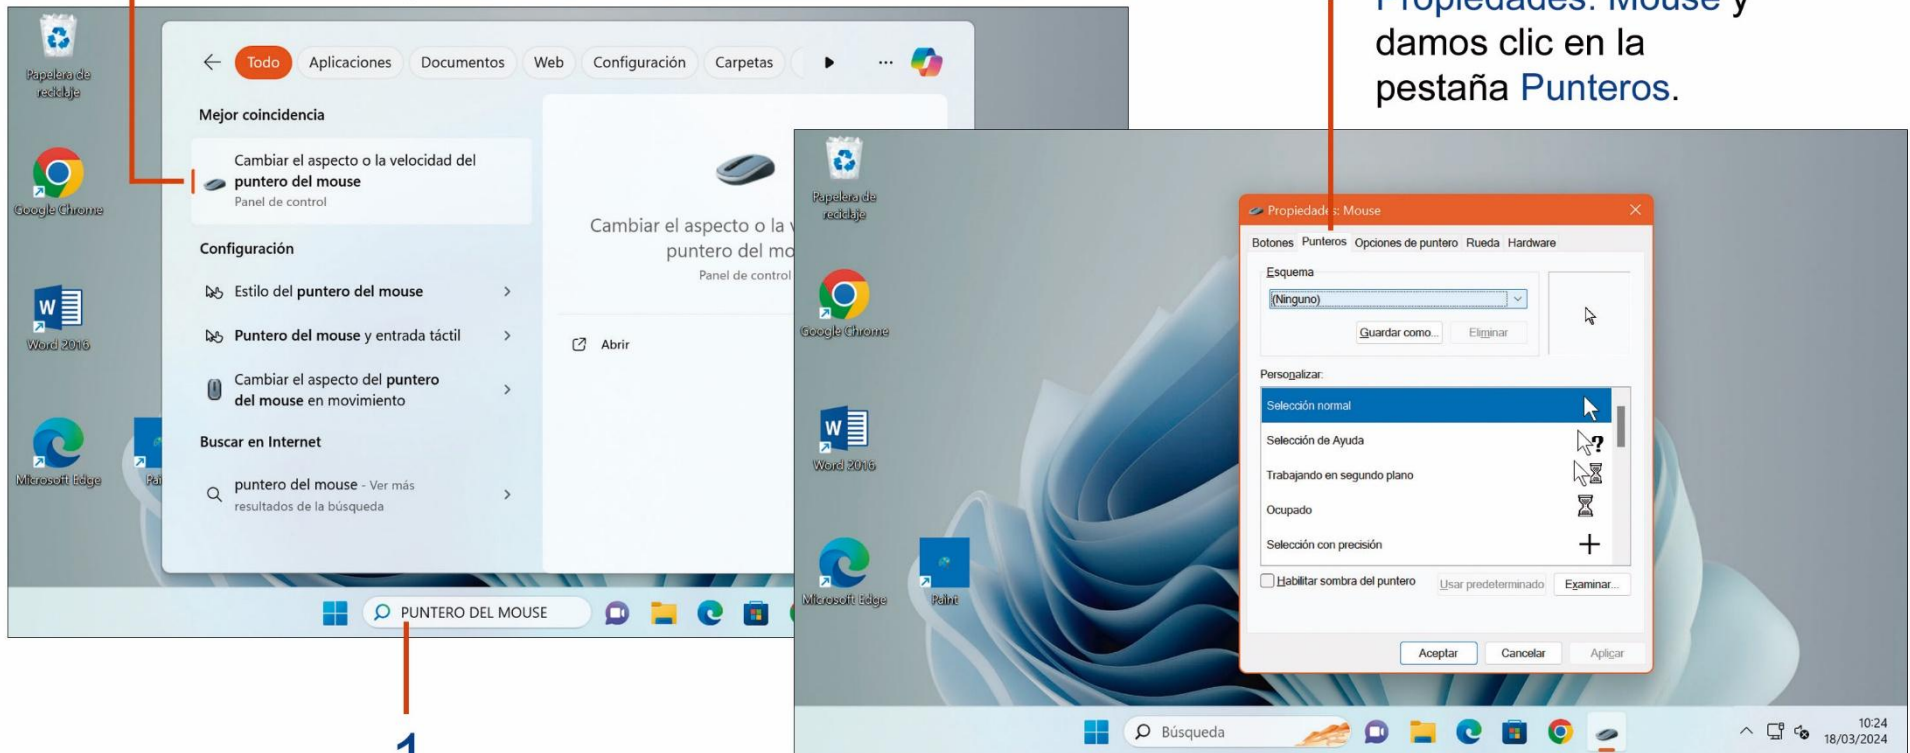 Propiedades: Mouse y
damos clic en la
pestaña Punteros.
Papelera de
reciclaje
Google Chrome
Word 2016
Microsoft Edge
Todo Aplicaciones Documentos Web Configuración Carpetas ...
Mejor coincidencia
Cambiar el aspecto o la velocidad del
puntero del mouse
Panel de control
Configuración
Estilo del puntero del mouse
Puntero del mouse y entrada táctil
Cambiar el aspecto del puntero
del mouse en movimiento
Buscar en Internet
puntero del mouse - Ver más
resultados de la búsqueda
Cambiar el aspecto o la
puntero del mo
Panel de control
Abrir
PUNTERO DEL MOUSE
1
Papelera de
reciclaje
Google Chrome
Word 2016
Microsoft Edge
Paint
Propiedades: Mouse
Botones Punteros Opciones de puntero Rueda Hardware
Esquema
(Ninguno)
Guardar como... Eliminar
Personalizar:
Selección normal
Selección de Ayuda
Trabajando en segundo plano
Ocupado
Selección con precisión
Habilitar sombra del puntero Usar predeterminado Examinar...
Aceptar Cancelar Aplicar
Búsqueda
10:24
18/03/2024